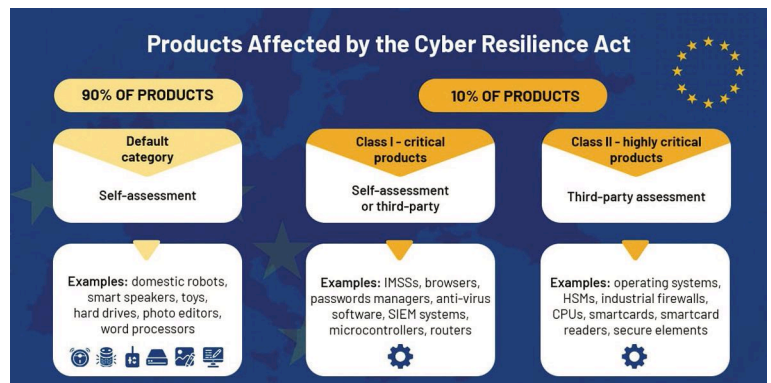 Products Affected by the Cyber Resilience Act
90% OF PRODUCTS
10% OF PRODUCTS
Default
category
Self-assessment
Class I - critical
products
Self-assessment
or third-party
Class II - highly critical
products
Third-party assessment
Examples: domestic robots,
smart speakers, toys,
hard drives, photo editors,
word processors
Examples: IMSSs, browsers,
passwords managers, anti-virus
software, SIEM systems,
microcontrollers, routers
Examples: operating systems,
HSMs, industrial firewalls,
CPUs, smartcards, smartcard
readers, secure elements